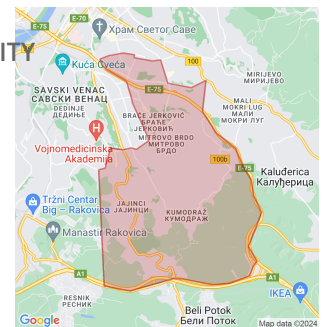 E-70
E-75
Храм Светог Саве
ITY
Kuća Cveća
100
E-75
МИРИЈЕВО
MIRIJEVO
SAVSKI VENAC
САВСКИ ВЕНАЦ
DEDINJE
ДЕДИЊЕ
MALI
MOKRI LUG
МАЛИ
МОКРИ ЛУГ
BRAĆE JERKOVIĆ
БРАЋЕ
ЈЕРКОВИЋ
MITROVO BRDO
МИТРОВО
БРДО
Vojnomedicinska
Akademija
100b
E-75
Kaluđerica
Калуђерица
Tržni Centar
Big – Rakovica
JAJINCI
ЈАЈИНЦИ
KUMODRAŽ
КУМОДРАЖ
Manastir Rakovica
A1
A1
RESNIK
РЕСНИК
IKEA
Beli Potok
Бели Поток
Google
Map data ©2024